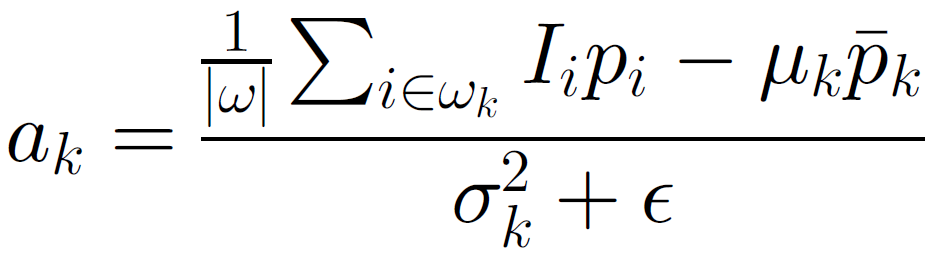 a_k = \frac{\frac{1}{|\omega|} \sum_{i \in \omega_k} I_i p_i - \mu_k \bar{p}_k}{\sigma_k^2 + \epsilon}